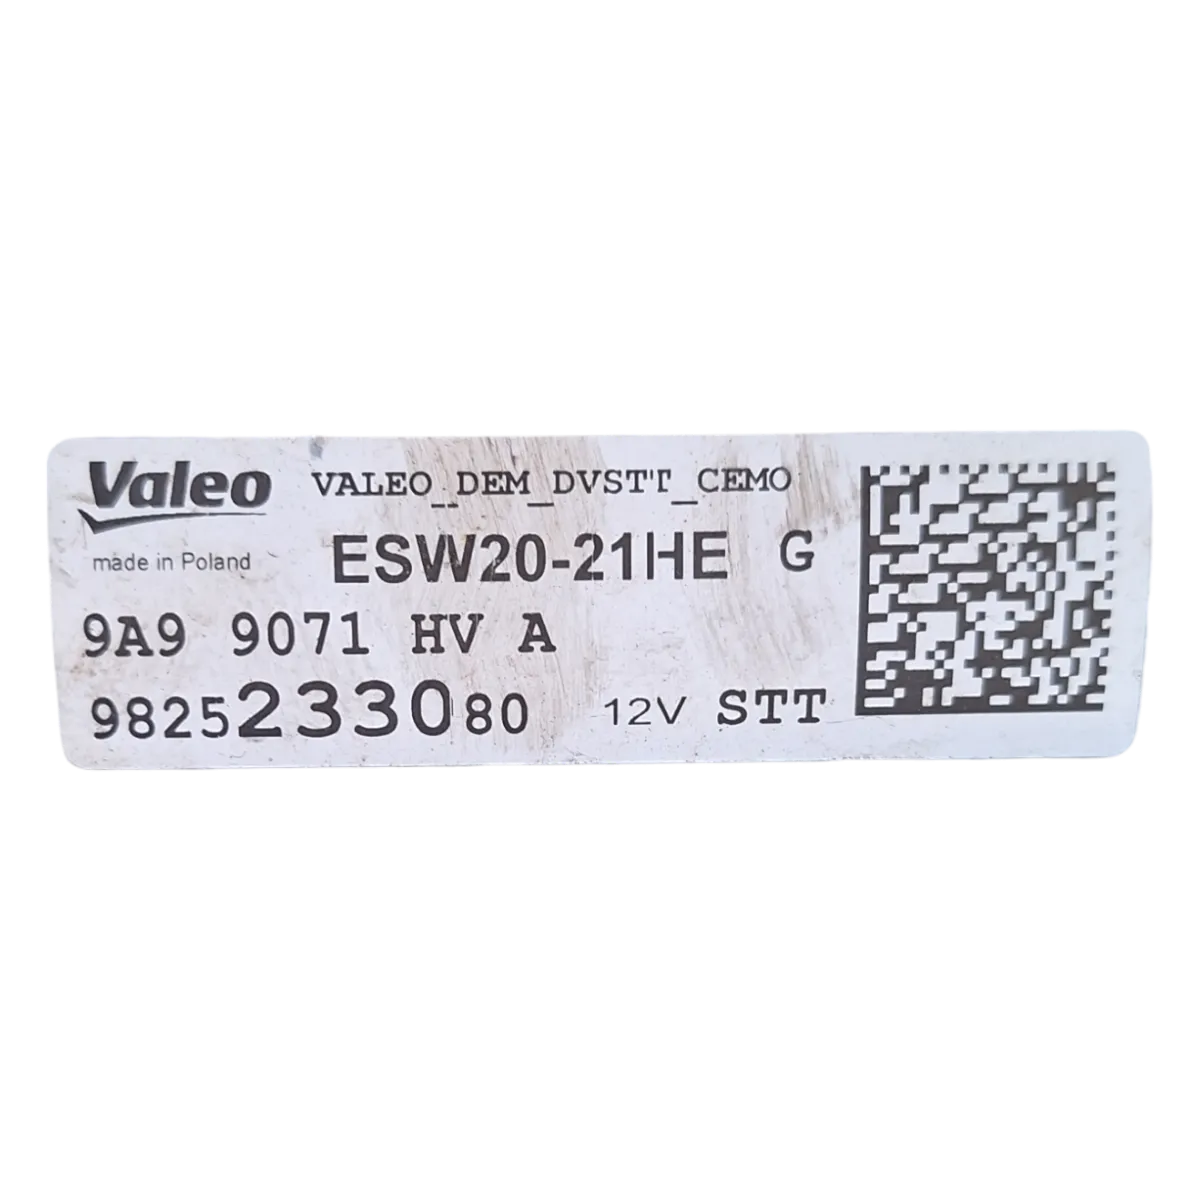 Valeo VALEO_DEM_DVSTT_CEMO
made in Poland ESW20-21HE G
9A9 9071 HV A
9825233080 12V STT